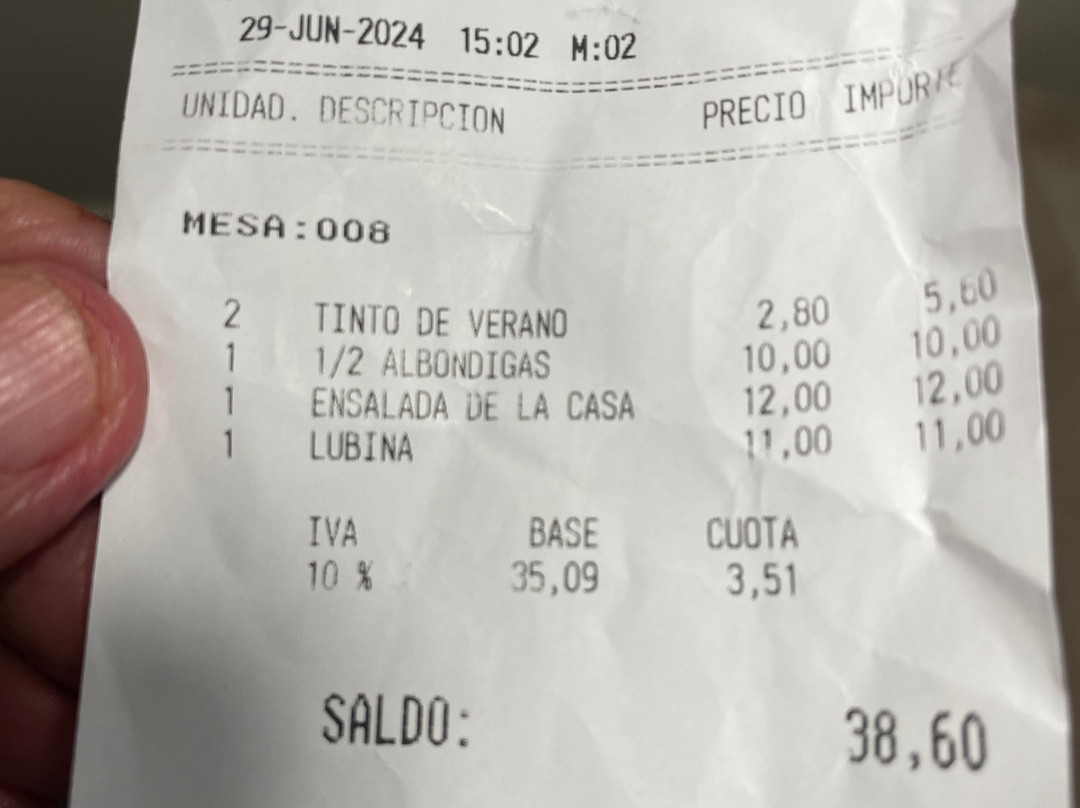 29-JUN-2024 15:02 M:02
UNIDAD. DESCRIPCION PRECIO IMPORTE
MESA:008
2 TINTO DE VERANO 2,80 5,60
1 1/2 ALBONDIGAS 10,00 10,00
1 ENSALADA DE LA CASA 12,00 12,00
1 LUBINA 11,00 11,00
IVA BASE CUOTA
10 % 35,09 3,51
SALDO: 38,60